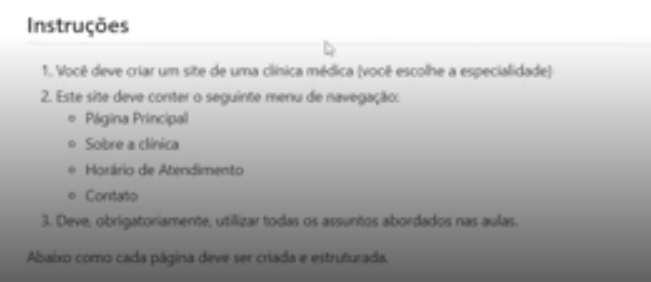 Instruções
1. Você deve criar um site de uma clínica médica (você escolhe a especialidade)
2. Este site deve conter o seguinte menu de navegação:
Página Principal
Sobre a clínica
Horário de Atendimento
Contato
3. Deve, obrigatoriamente, utilizar todas os assuntos abordados nas aulas.
Abaixo como cada página deve ser criada e estruturada.